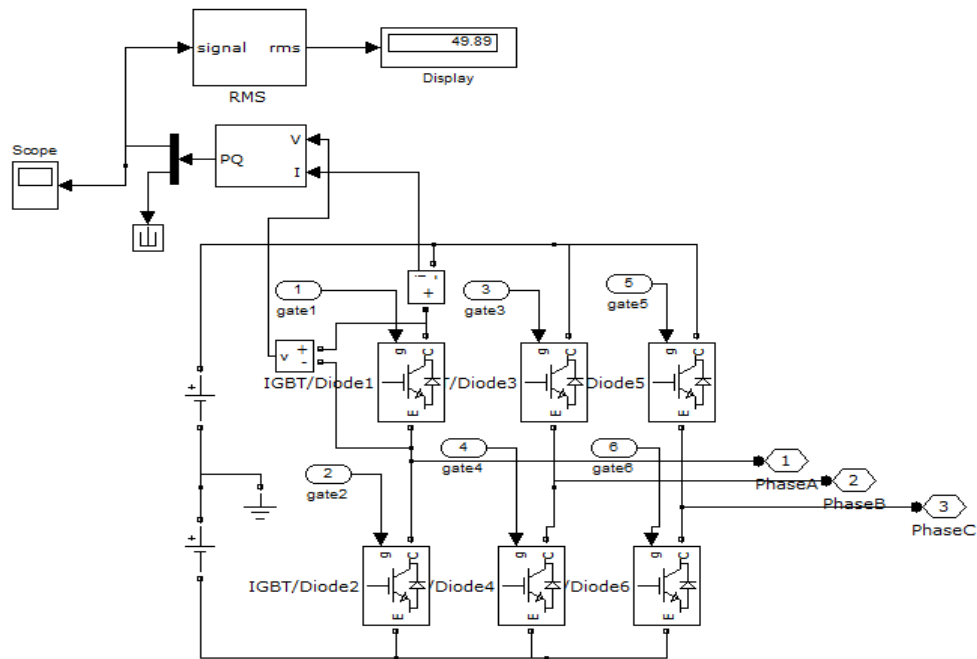 signal
rms
49.89
Display
RMS
Scope
V
PQ
I
1
gate1
i
-
+
3
gate3
5
gate5
+
v
-
g
C
IGBT/Diode1
E
g
C
'/Diode3
E
g
C
Diode5
E
+
2
gate2
4
gate4
6
gate6
1
PhaseA
2
PhaseB
3
PhaseC
+
g
C
IGBT/Diode2
E
g
C
/Diode4
E
g
C
/Diode6
E